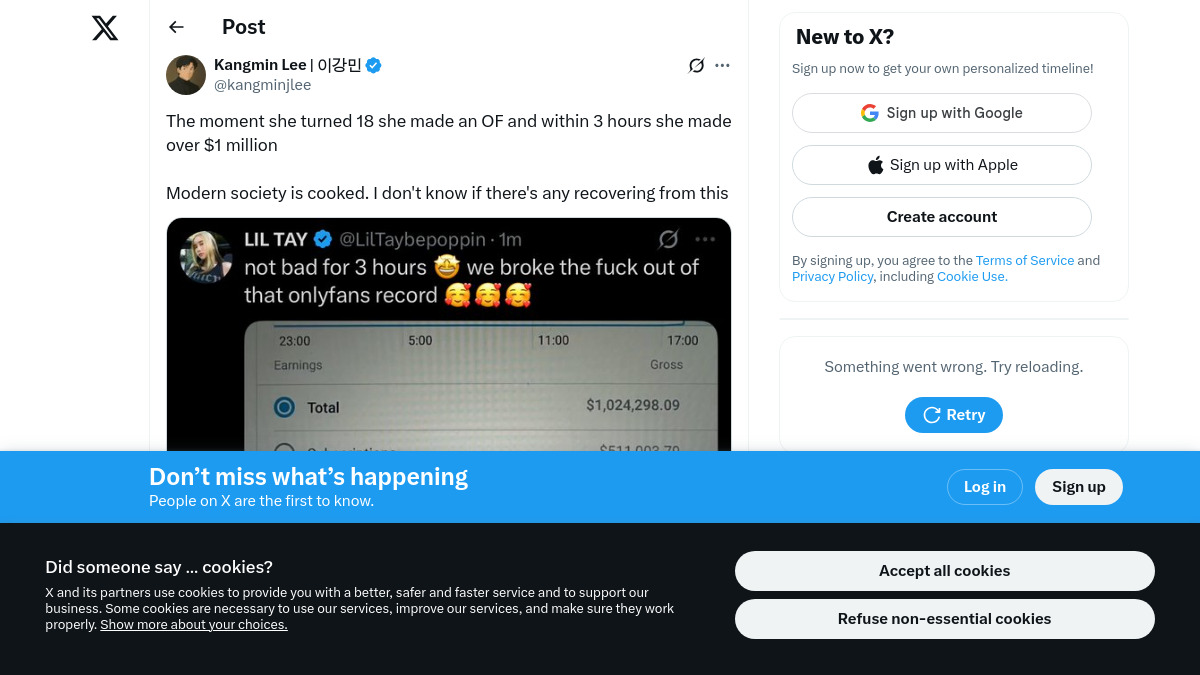 Post
Kangmin Lee | 이강민
@kangminjlee
The moment she turned 18 she made an OF and within 3 hours she made
over $1 million
Modern society is cooked. I don't know if there's any recovering from this
LIL TAY @LilTaybepoppin · 1m
not bad for 3 hours 🤩 we broke the fuck out of
that onlyfans record 🥰🥰🥰
23:00 5:00 11:00 17:00
Earnings Gross
Total $1,024,298.09
New to X?
Sign up now to get your own personalized timeline!
Sign up with Google
Sign up with Apple
Create account
By signing up, you agree to the Terms of Service and
Privacy Policy, including Cookie Use.
Something went wrong. Try reloading.
Retry
Don’t miss what’s happening
People on X are the first to know.
Log in
Sign up
Did someone say … cookies?
X and its partners use cookies to provide you with a better, safer and faster service and to support our
business. Some cookies are necessary to use our services, improve our services, and make sure they work
properly. Show more about your choices.
Accept all cookies
Refuse non-essential cookies